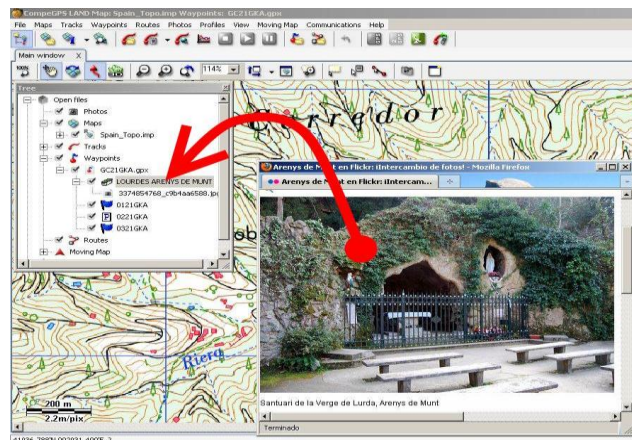 CompeGPS LAND Map: Spain_Topo.imp Waypoints: GC21GKA.gpx
File Maps Tracks Waypoints Routes Photos Profiles View Moving Map Communications Help
Main window X
100%
114%
Tree
Open files
Photos
Maps
Spain_Topo.imp
Tracks
Waypoints
GC21GKA.gpx
LOURDES ARENYS DE MUNT
3374854768_c9b4aa6588.jpg
0121GKA
P 0221GKA
0321GKA
Routes
Moving Map
Corredor
Arenys de Munt en Flickr: ¡Intercambio de fotos! - Mozilla Firefox
Arenys de Munt en Flickr: ¡Intercam...
Santuari de la Verge de Lurda, Arenys de Munt
Terminado
Riera
200 m
2.2m/pix